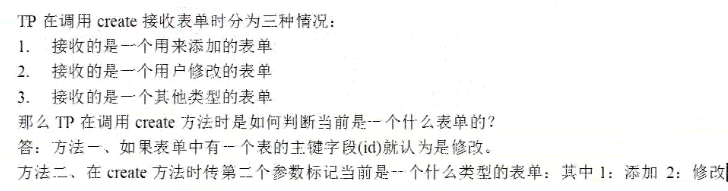 TP 在调用 create 接收表单时分为三种情况：
1. 接收的是一个用来添加的表单
2. 接收的是一个用户修改的表单
3. 接收的是一个其他类型的表单
那么 TP 在调用 create 方法时是如何判断当前是一个什么表单的？
答：方法一、如果表单中有一个表的主键字段(id)就认为是修改。
方法二、在 create 方法时传第二个参数标记当前是一个什么类型的表单：其中 1：添加 2：修改